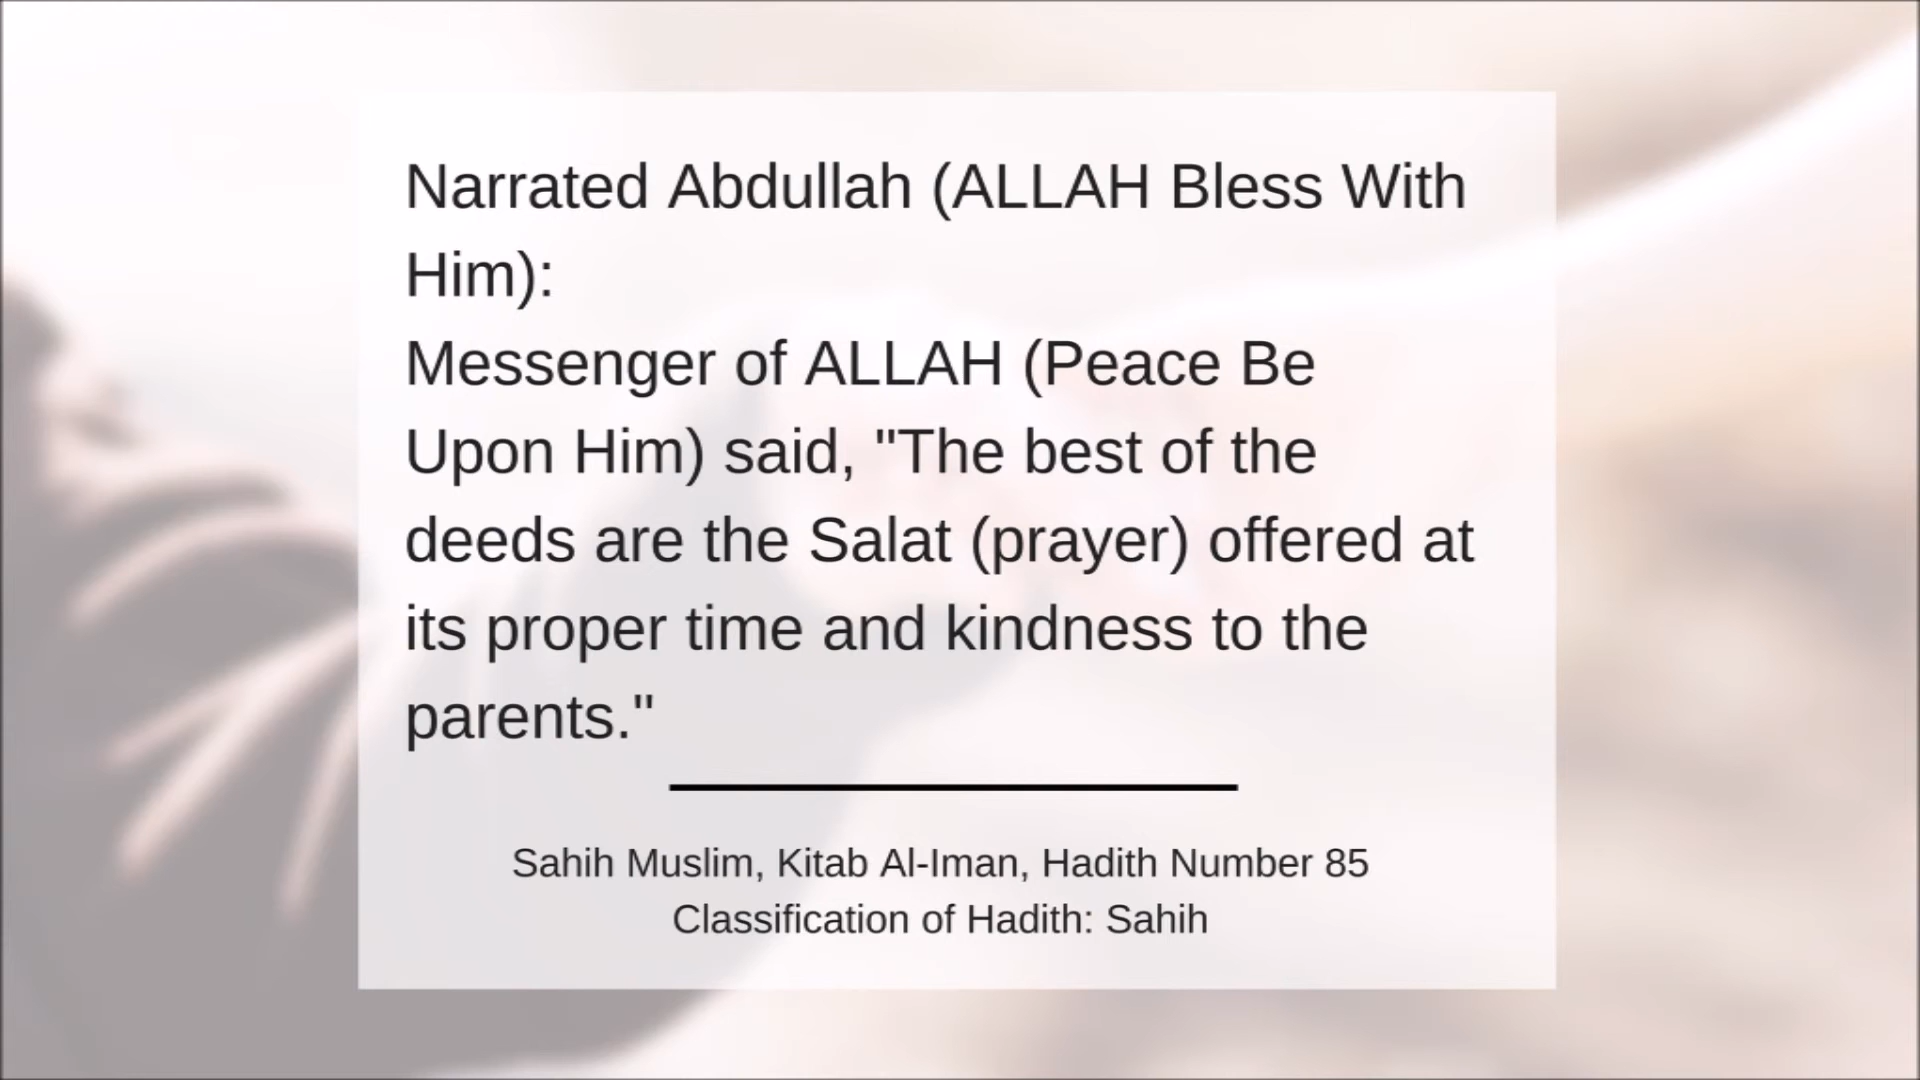 Narrated Abdullah (ALLAH Bless With
Him):
Messenger of ALLAH (Peace Be
Upon Him) said, "The best of the
deeds are the Salat (prayer) offered at
its proper time and kindness to the
parents."
Sahih Muslim, Kitab Al-Iman, Hadith Number 85
Classification of Hadith: Sahih